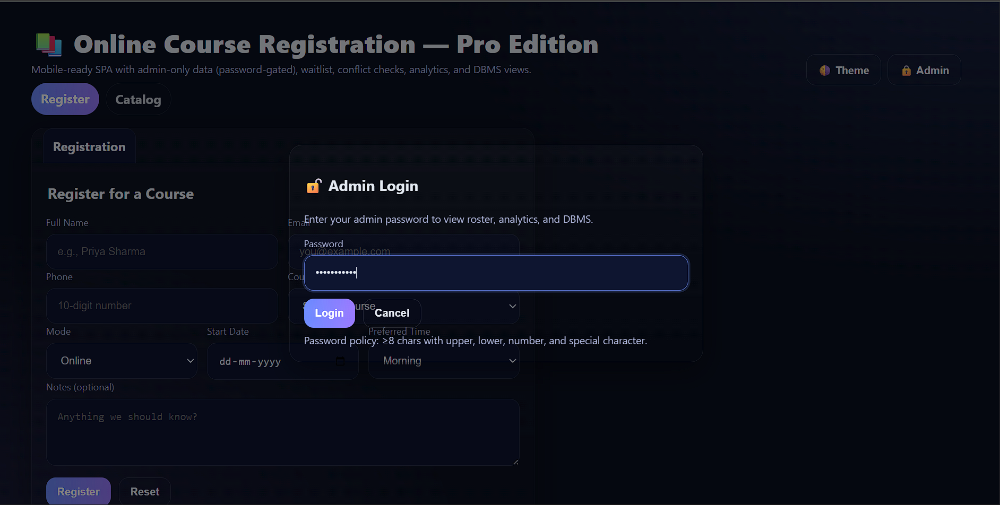 📚 Online Course Registration — Pro Edition
Mobile-ready SPA with admin-only data (password-gated), waitlist, conflict checks, analytics, and DBMS views.
Theme
Admin
Register
Catalog
Registration
Register for a Course
Full Name
e.g., Priya Sharma
Email
you@example.com
Phone
10-digit number
Mode
Online
Start Date
dd-mm-yyyy
Preferred Time
Morning
Notes (optional)
Anything we should know?
Register
Reset
Admin Login
Enter your admin password to view roster, analytics, and DBMS.
Password
•••••••••••
Login
Cancel
Password policy: ≥8 chars with upper, lower, number, and special character.